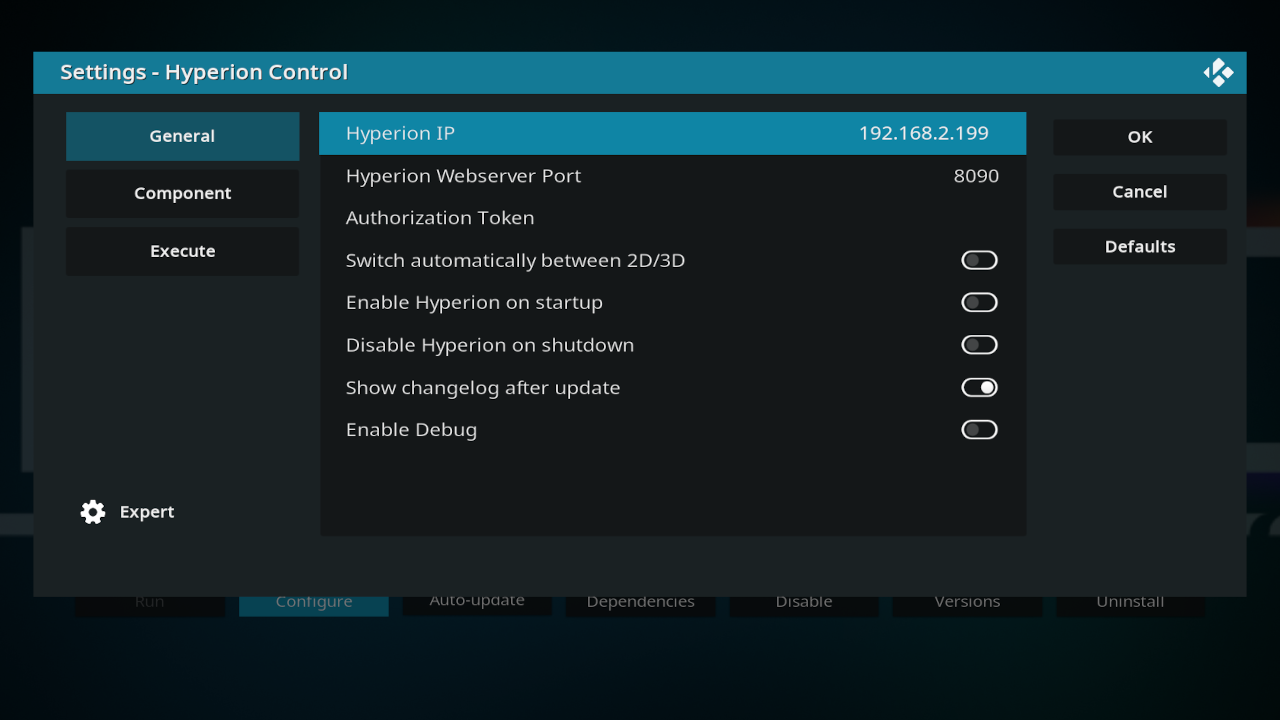 Settings - Hyperion Control
General
Component
Execute
Expert
Hyperion IP 192.168.2.199
Hyperion Webserver Port 8090
Authorization Token
Switch automatically between 2D/3D
Enable Hyperion on startup
Disable Hyperion on shutdown
Show changelog after update
Enable Debug
OK
Cancel
Defaults
Run Configure Auto-update Dependencies Disable Versions Uninstall